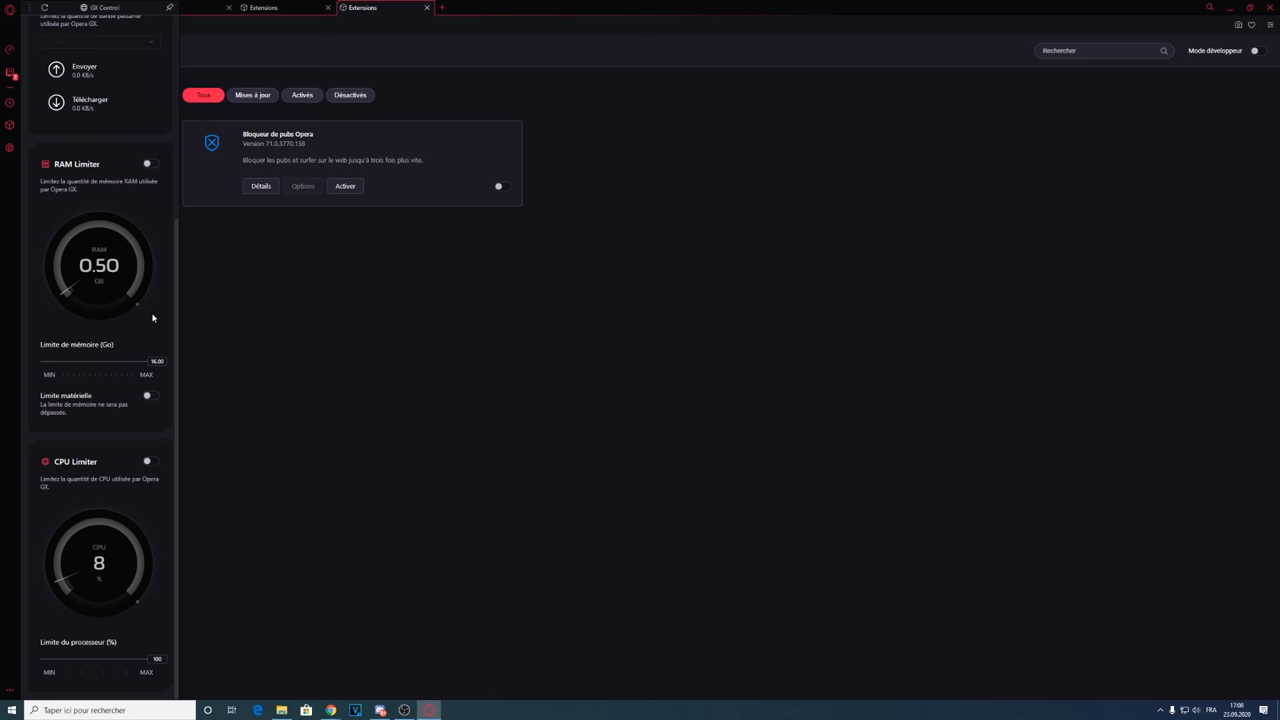 GX Control
Extensions
Extensions
Limitez la quantité de bande passante
utilisée par Opera GX.
Envoyer
0.0 KB/s
Télécharger
0.0 KB/s
RAM Limiter
Limitez la quantité de mémoire RAM utilisée
par Opera GX.
RAM
0.50
GB
Limite de mémoire (Go)
16.00
MIN
MAX
Limite matérielle
La limite de mémoire ne sera pas
dépassée.
CPU Limiter
Limitez la quantité de CPU utilisée par Opera
GX.
CPU
8
%
Limite du processeur (%)
100
MIN
MAX
Rechercher
Mode développeur
Tous
Mises à jour
Activés
Désactivés
Bloqueur de pubs Opera
Version 71.0.3770.138
Bloquer les pubs et surfer sur le web jusqu'à trois fois plus vite.
Détails
Options
Activer
Taper ici pour rechercher
FRA
17:08
23.09.2020